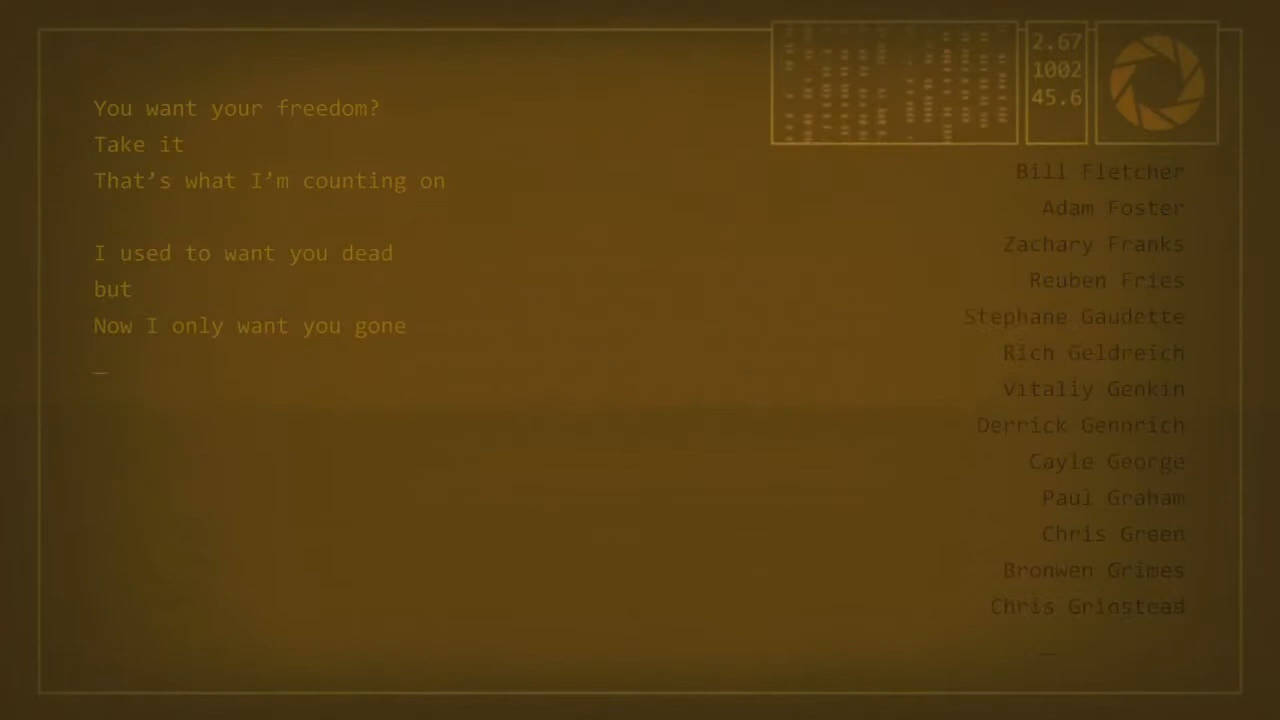 You want your freedom?
Take it
That’s what I’m counting on
I used to want you dead
but
Now I only want you gone
_
2.67
1002
45.6
Bill Fletcher
Adam Foster
Zachary Franks
Reuben Fries
Stephane Gaudette
Rich Geldreich
Vitaliy Genkin
Derrick Gennrich
Cayle George
Paul Graham
Chris Green
Bronwen Grimes
Chris Grinstead